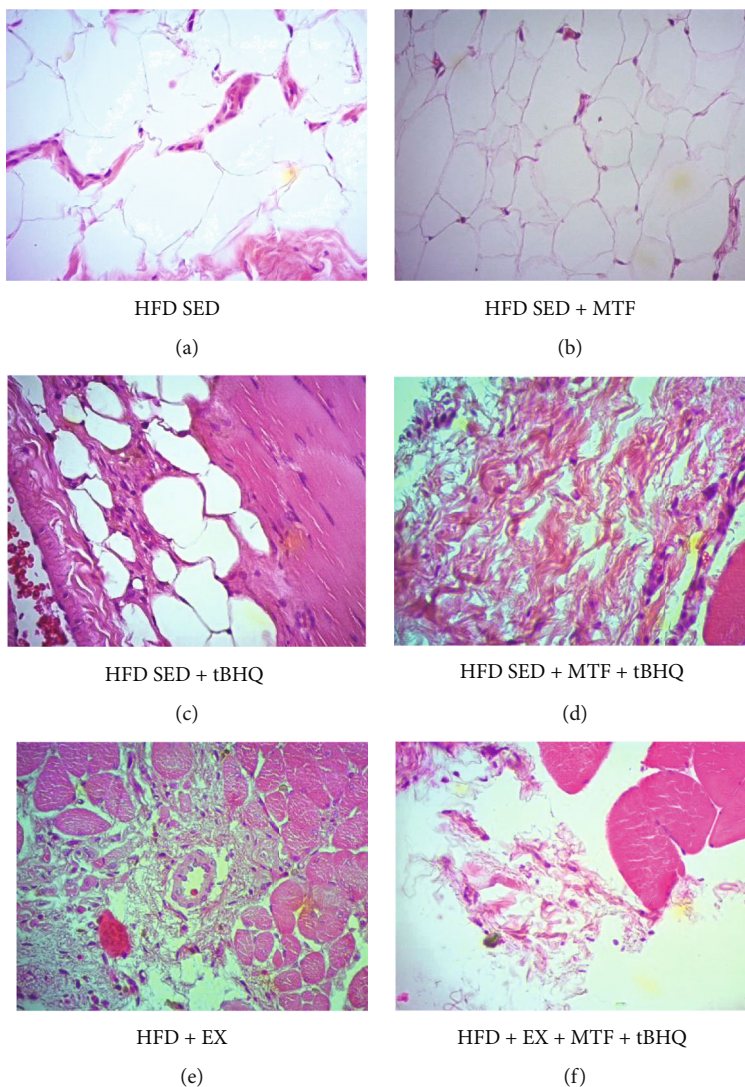 HFD SED
(a)
HFD SED + MTF
(b)
HFD SED + tBHQ
(c)
HFD SED + MTF + tBHQ
(d)
HFD + EX
(e)
HFD + EX + MTF + tBHQ
(f)